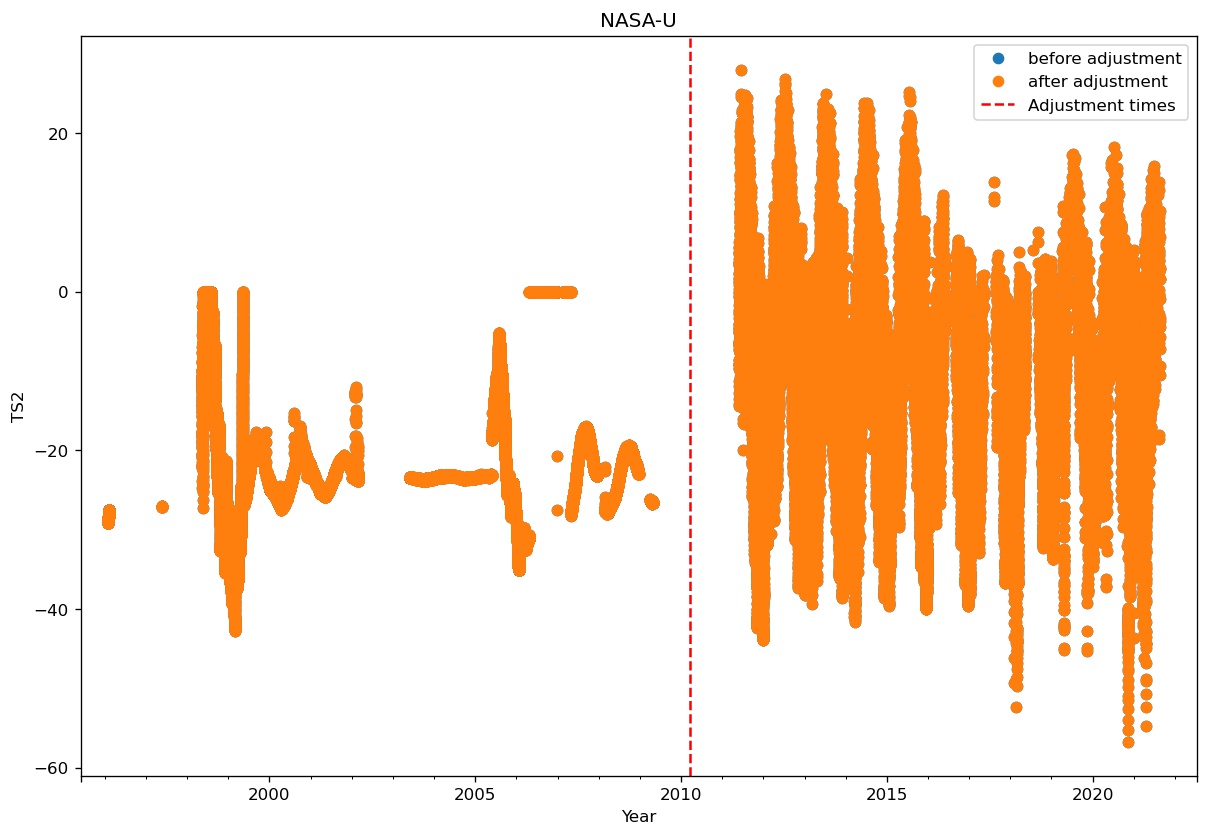 NASA-U
before adjustment
after adjustment
Adjustment times
TS2
20
0
−20
−40
−60
2000 2005 2010 2015 2020
Year